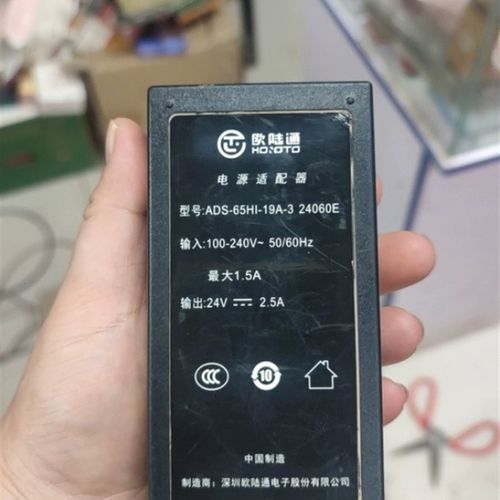 欧陆通
HONOTO
电源适配器
型号:ADS-65HI-19A-3 24060E
输入:100-240V~ 50/60Hz
最大1.5A
输出:24V ⎓ 2.5A
CCC
10
中国制造
制造商:深圳欧陆通电子股份有限公司